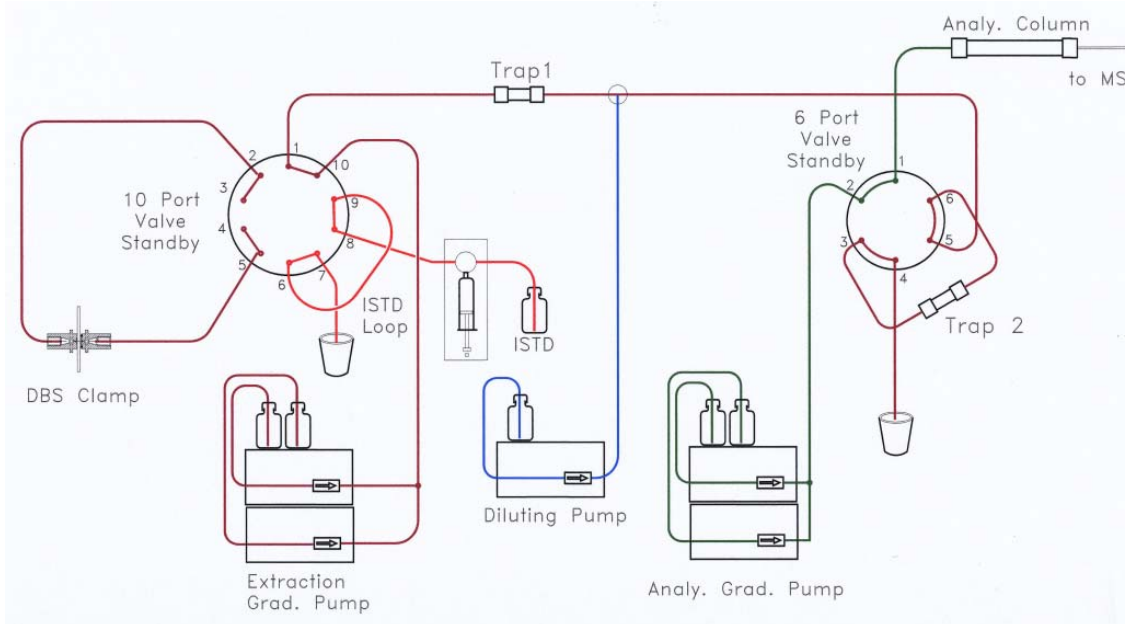 Analy. Column
to MS
Trap1
6 Port
Valve
Standby
1
2
3
4
5
6
10 Port
Valve
Standby
1
2
3
4
5
6
7
8
9
10
ISTD
Loop
ISTD
Trap 2
DBS Clamp
Diluting Pump
Extraction
Grad. Pump
Analy. Grad. Pump